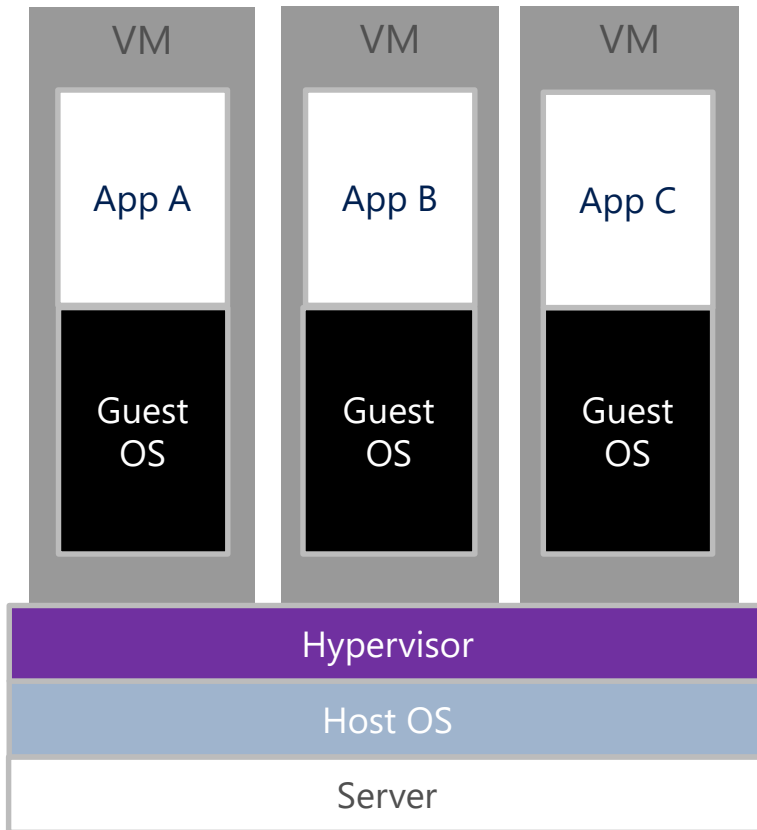 VM
VM
VM
App A
App B
App C
Guest
OS
Guest
OS
Guest
OS
Hypervisor
Host OS
Server